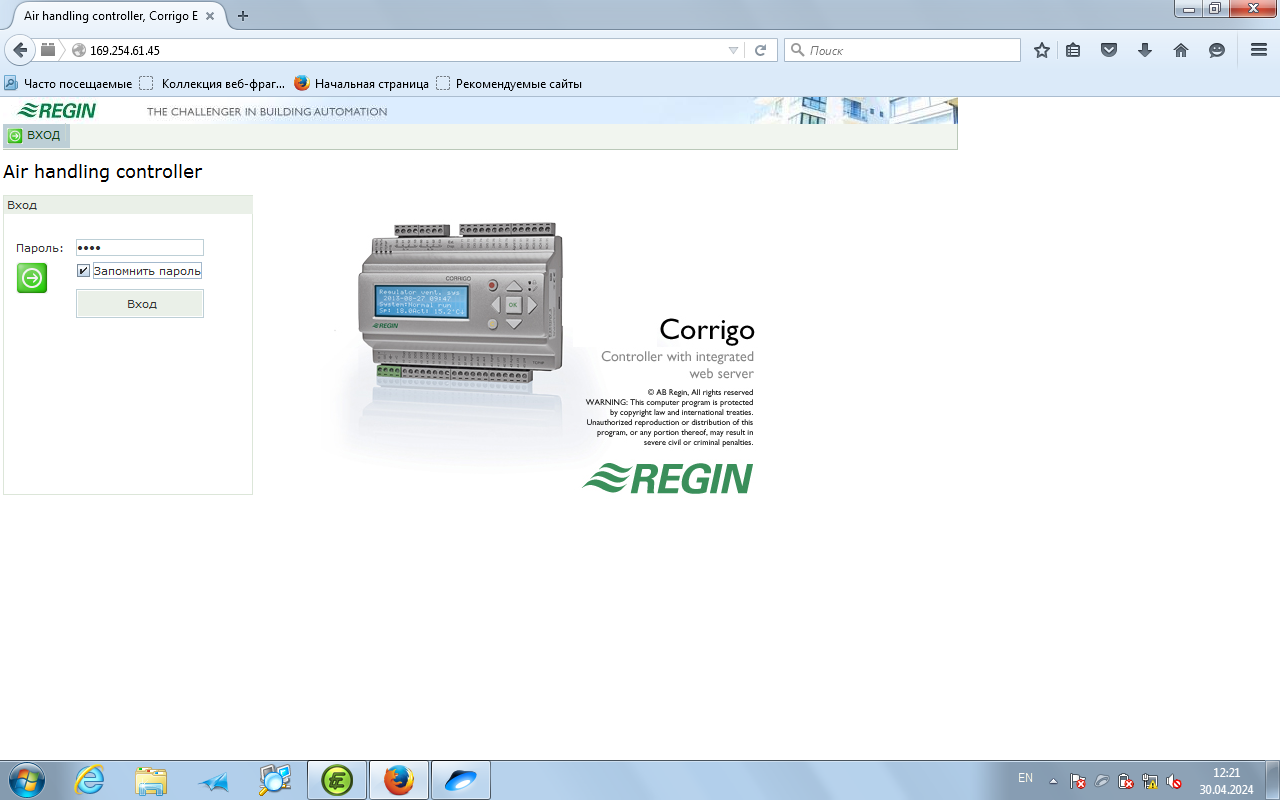 Air handling controller, Corrigo E
169.254.61.45
Поиск
Часто посещаемые
Коллекция веб-фраг...
Начальная страница
Рекомендуемые сайты
REGIN
THE CHALLENGER IN BUILDING AUTOMATION
ВХОД
Air handling controller
Вход
Пароль: ••••
Запомнить пароль
Вход
CORRIGO
Regulator vent. sws
2013-06-27 09:47
System:Normal run
Sp: 18.0Act: 15.2°C
OK
REGIN
Corrigo
Controller with integrated
web server
© AB Regin, All rights reserved
WARNING: This computer program is protected
by copyright law and international treaties.
Unauthorized reproduction or distribution of this
program, or any portion thereof, may result in
severe civil or criminal penalties.
REGIN
EN
12:21
30.04.2024